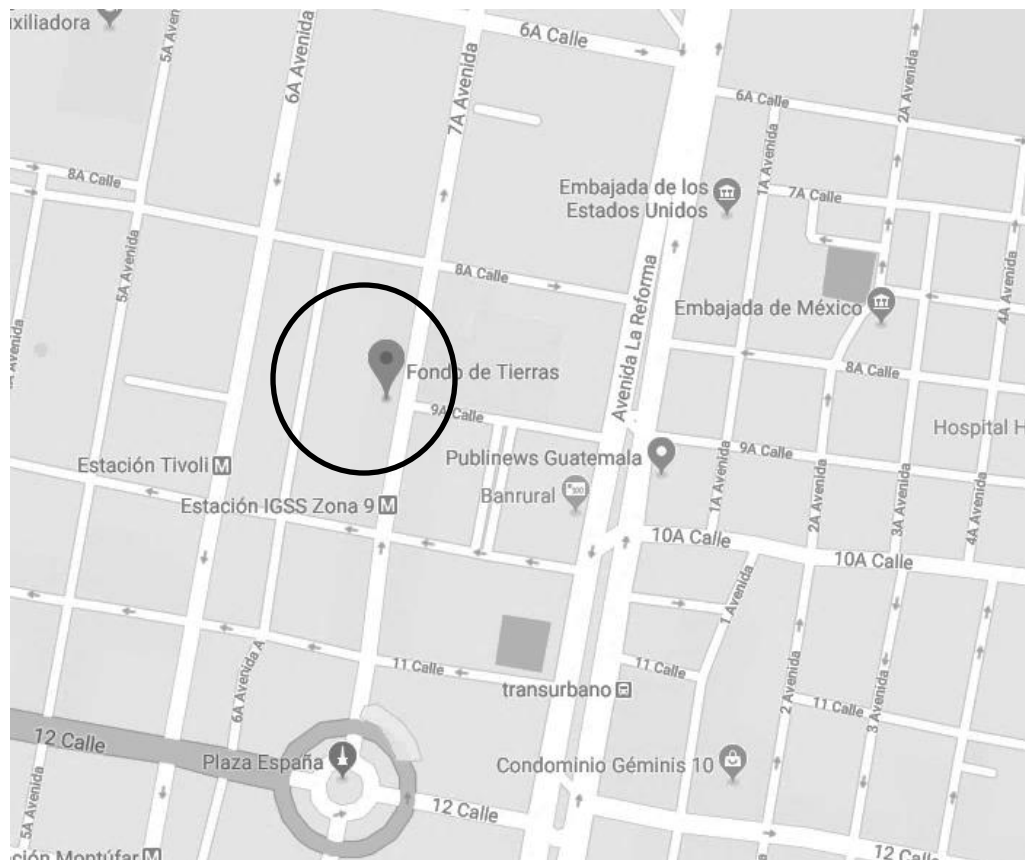 6A Calle
5A Aven
6A Avenida
7A Avenida
2A Avenida
6A Calle
1A Avenida
8A Calle
Embajada de los
Estados Unidos
7A Calle
5A Avenida
8A Calle
Avenida La Reforma
Embajada de México
4A Avenida
Fondo de Tierras
8A Calle
9A Calle
Hospital H
Estación Tivoli M
Publinews Guatemala
9A Calle
Banrural
1A Avenida
2A Avenida
3A Avenida
4A Avenida
Estación IGSS Zona 9 M
10A Calle
10A Calle
1 Avenida
6A Avenida A
11 Calle
11 Calle
transurbano
2 Avenida
3 Avenida
11 Calle
12 Calle
Plaza España
Condominio Géminis 10
5A Avenida
12 Calle
12 Calle